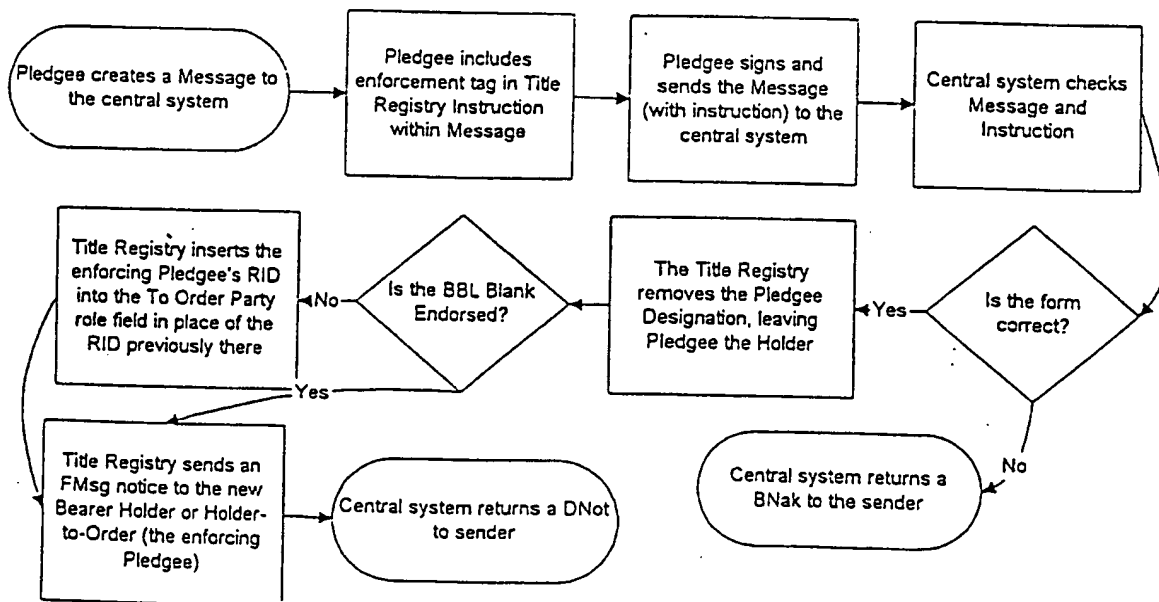 Pledgee creates a Message to
the central system
Pledgee includes
enforcement tag in Title
Registry Instruction
within Message
Pledgee signs and
sends the Message
(with instruction) to the
central system
Central system checks
Message and
Instruction
Is the form
correct?
Yes
The Title Registry
removes the Pledgee
Designation, leaving
Pledgee the Holder
Is the BBL Blank
Endorsed?
No
Title Registry inserts the
enforcing Pledgee's RID
into the To Order Party
role field in place of the
RID previously there
Yes
Title Registry sends an
FMsg notice to the new
Bearer Holder or Holder-
to-Order (the enforcing
Pledgee)
Central system returns a DNot
to sender
No
Central system returns a
BNak to the sender